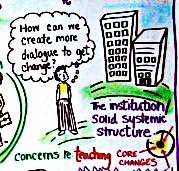 How can we
create more
dialogue to get
change?
The institution/
Solid systemic
structure.
concerns re teaching CORE
CHANGES